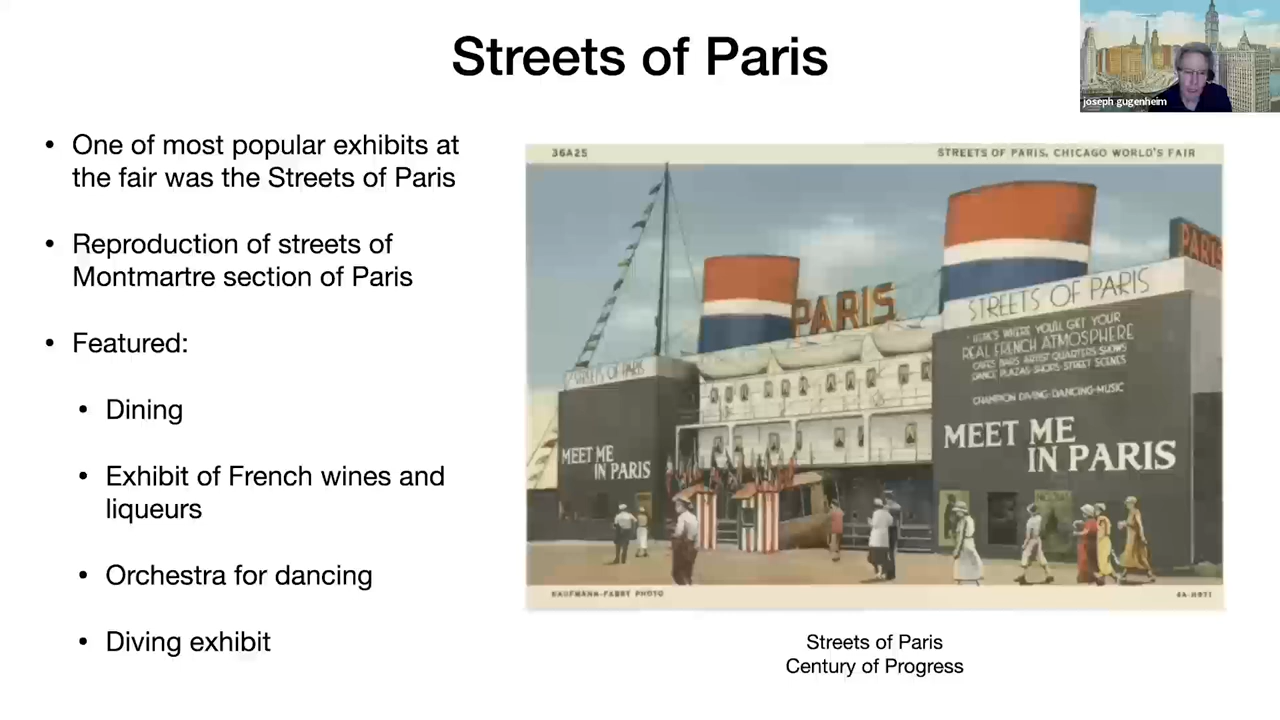 Streets of Paris
joseph gugenheim
• One of most popular exhibits at
the fair was the Streets of Paris
• Reproduction of streets of
Montmartre section of Paris
• Featured:
• Dining
• Exhibit of French wines and
liqueurs
• Orchestra for dancing
• Diving exhibit
36A25
STREETS OF PARIS, CHICAGO WORLD'S FAIR
PARIS
PARIS
STREETS OF PARIS
HERE'S WHERE YOU'LL GET YOUR
REAL FRENCH ATMOSPHERE
CAFES BARS ARTIST QUARTERS SHOWS
DANCE PLAZAS SHOPS STREET SCENES
CHAMPION DIVING-DANCING-MUSIC
MEET ME
IN PARIS
STREETS OF PARIS
MEET ME
IN PARIS
KAUFMANN-FABRY PHOTO
Streets of Paris
Century of Progress